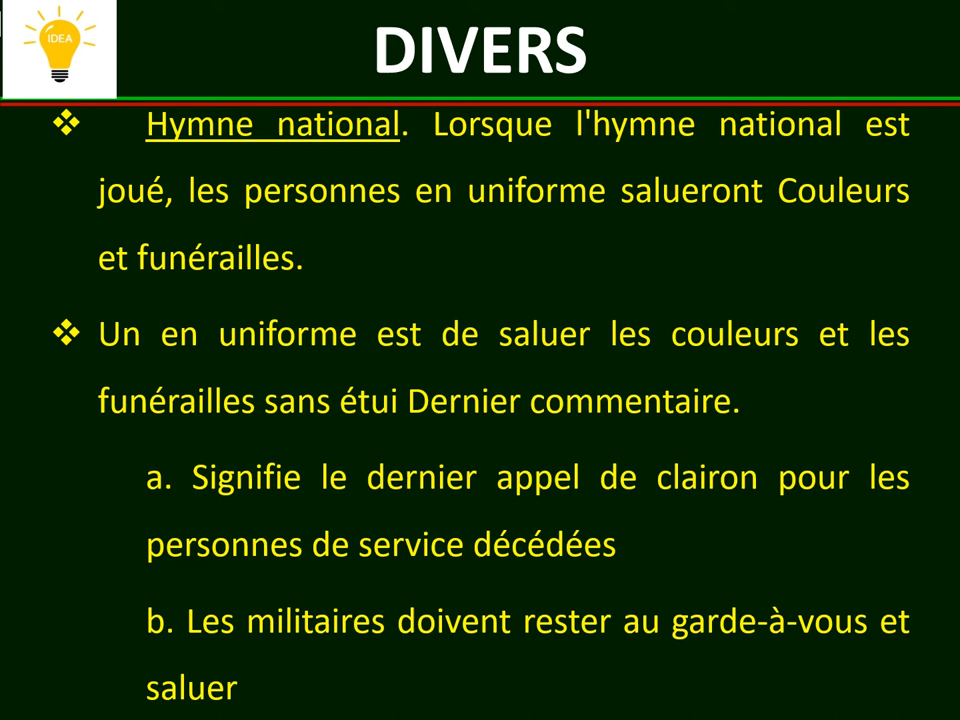 IDEA
DIVERS
❖ Hymne national. Lorsque l'hymne national est
joué, les personnes en uniforme salueront Couleurs
et funérailles.
❖ Un en uniforme est de saluer les couleurs et les
funérailles sans étui Dernier commentaire.
a. Signifie le dernier appel de clairon pour les
personnes de service décédées
b. Les militaires doivent rester au garde-à-vous et
saluer